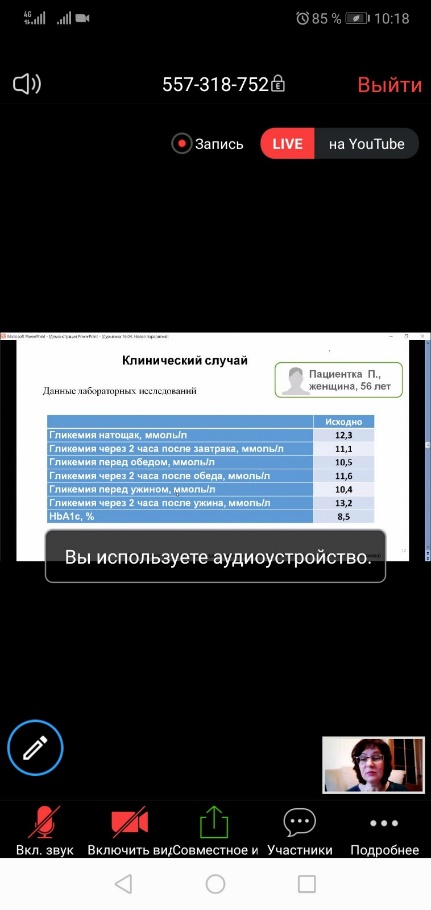 4G
85 %
10:18
557-318-752
Выйти
Запись
LIVE на YouTube
Клинический случай
Пациентка П.,
женщина, 56 лет
Данные лабораторных исследований
Исходно
Гликемия натощак, ммоль/л 12,3
Гликемия через 2 часа после завтрака, ммоль/л 11,1
Гликемия перед обедом, ммоль/л 10,5
Гликемия через 2 часа после обеда, ммоль/л 11,6
Гликемия перед ужином, ммоль/л 10,4
Гликемия через 2 часа после ужина, ммоль/л 13,2
HbA1c, % 8,5
Вы используете аудиоустройство.
Вкл. звук
Включить вид
Совместное и
Участники
Подробнее